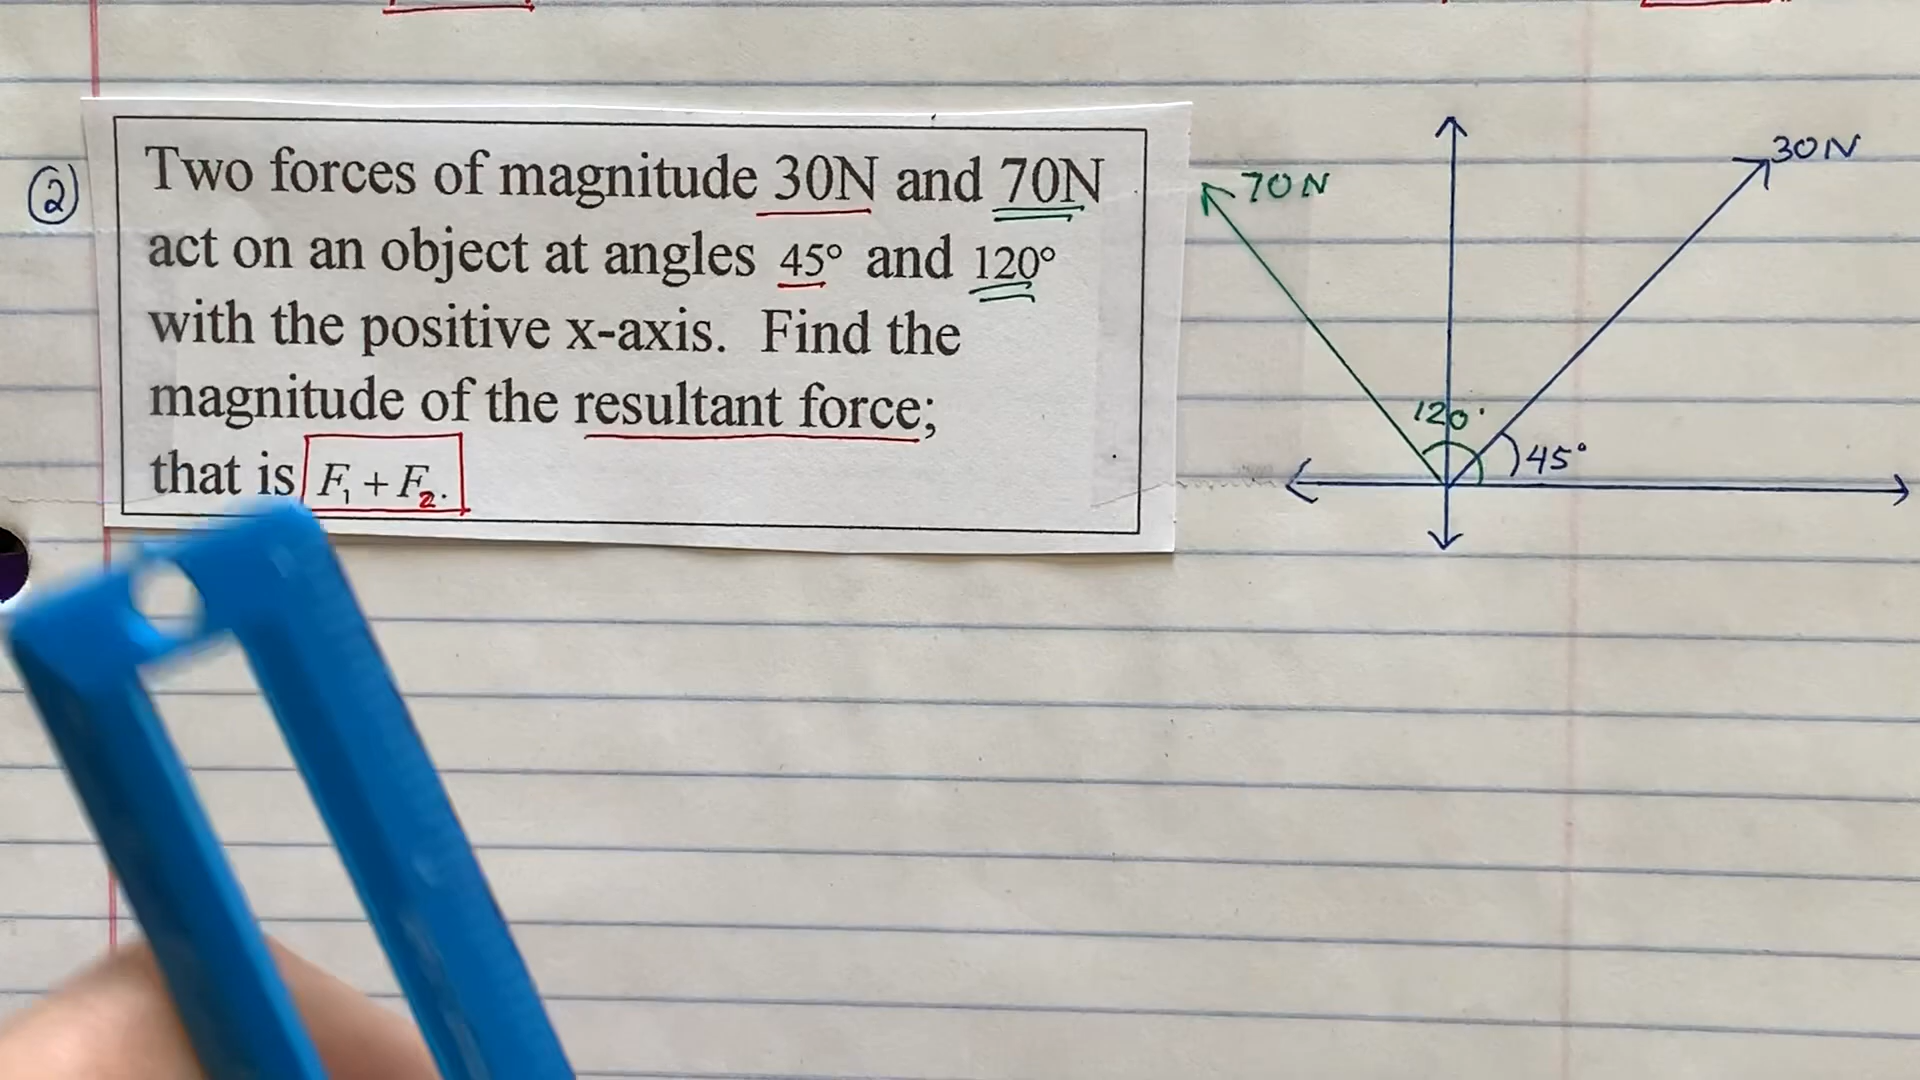 ② Two forces of magnitude 30N and 70N
act on an object at angles 45° and 120°
with the positive x-axis. Find the
magnitude of the resultant force;
that is F₁ + F₂.
70N
30N
120°
45°